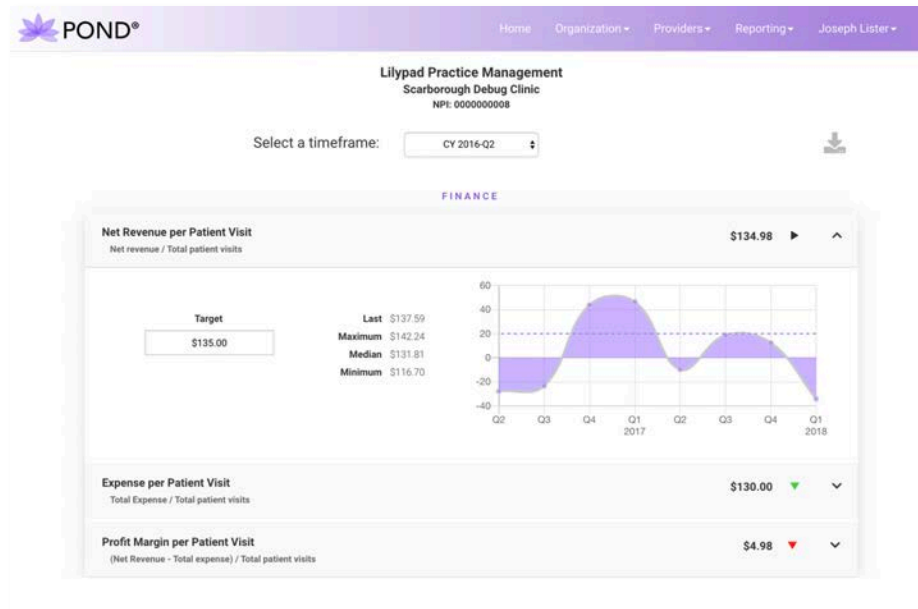 POND®
Home Organization Providers Reporting Joseph Lister
Lilypad Practice Management
Scarborough Debug Clinic
NPI: 0000000008
Select a timeframe: CY 2016-Q2
FINANCE
Net Revenue per Patient Visit $134.98
Net revenue / Total patient visits
Target
$135.00
Last $137.59
Maximum $142.24
Median $131.81
Minimum $116.70
60
40
20
0
-20
-40
Q2 Q3 Q4 Q1 Q2 Q3 Q4 Q1
2017 2018
Expense per Patient Visit $130.00
Total Expense / Total patient visits
Profit Margin per Patient Visit $4.98
(Net Revenue - Total expense) / Total patient visits